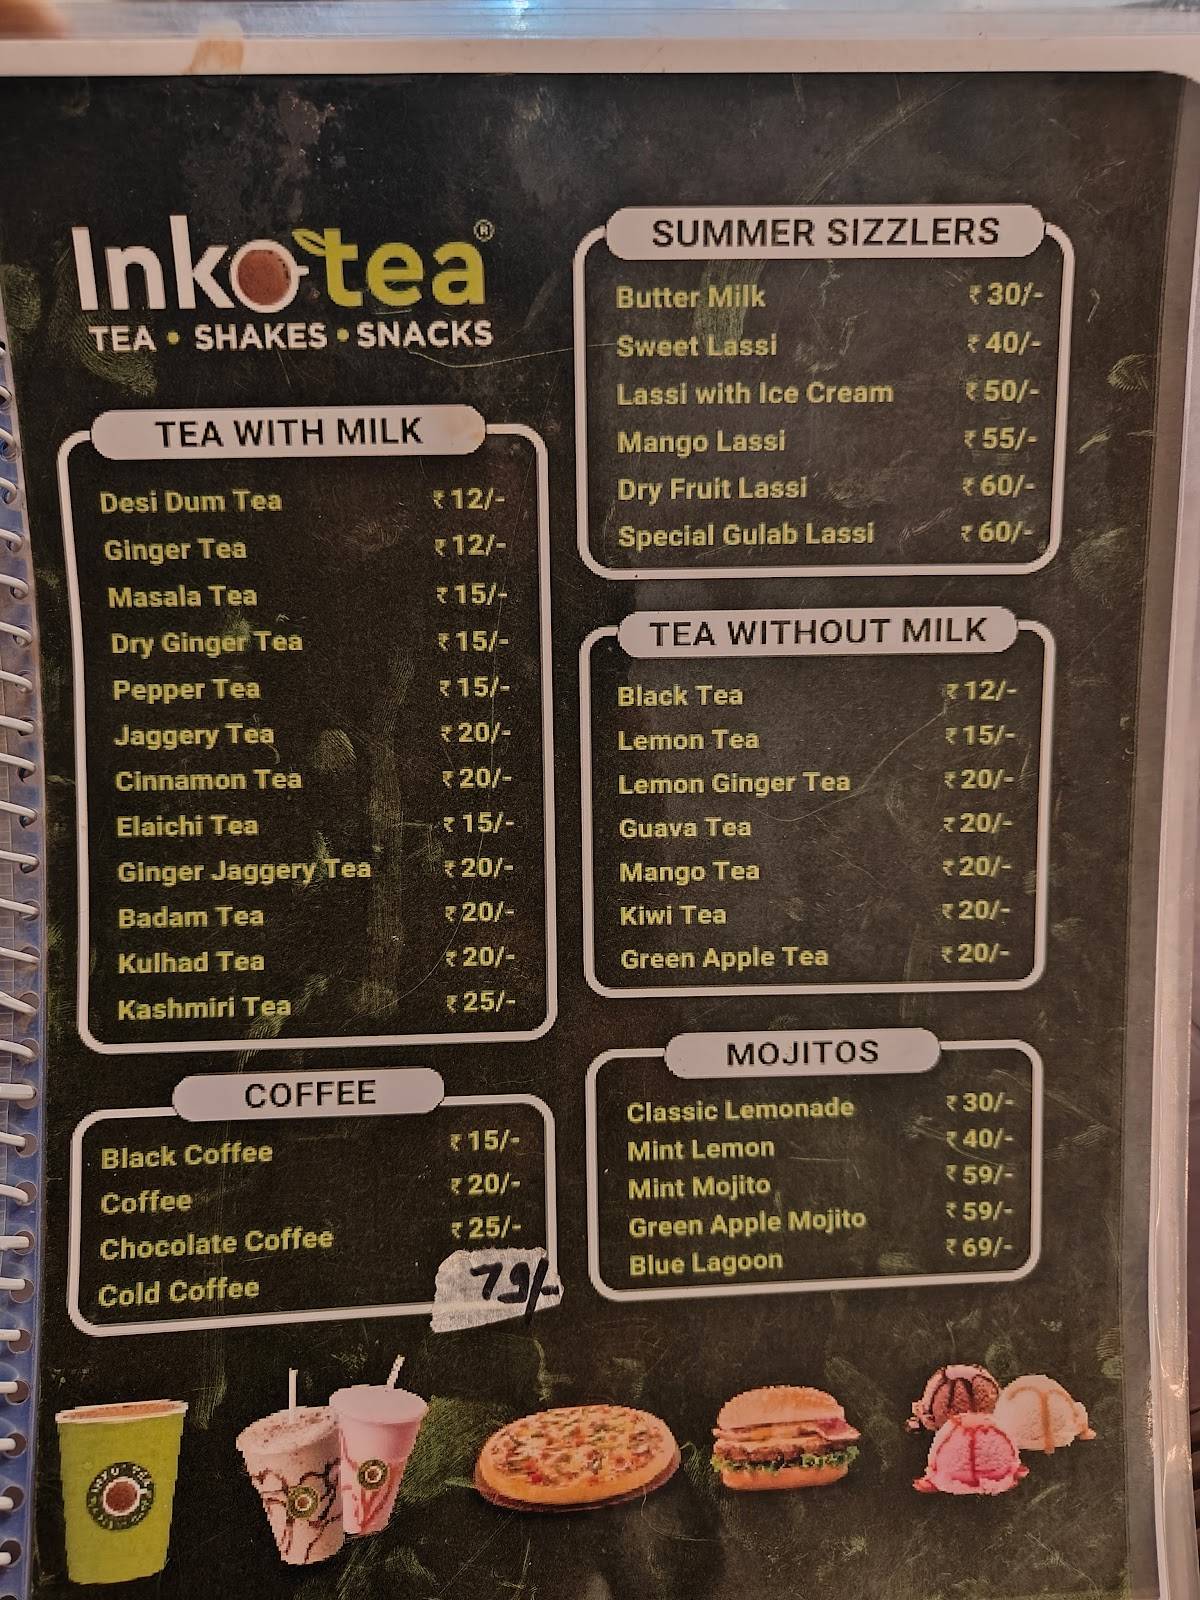 Inkotea®
TEA • SHAKES • SNACKS
TEA WITH MILK
Desi Dum Tea ₹12/-
Ginger Tea ₹12/-
Masala Tea ₹15/-
Dry Ginger Tea ₹15/-
Pepper Tea ₹15/-
Jaggery Tea ₹20/-
Cinnamon Tea ₹20/-
Elaichi Tea ₹15/-
Ginger Jaggery Tea ₹20/-
Badam Tea ₹20/-
Kulhad Tea ₹20/-
Kashmiri Tea ₹25/-
COFFEE
Black Coffee ₹15/-
Coffee ₹20/-
Chocolate Coffee ₹25/-
Cold Coffee 79/-
SUMMER SIZZLERS
Butter Milk ₹30/-
Sweet Lassi ₹40/-
Lassi with Ice Cream ₹50/-
Mango Lassi ₹55/-
Dry Fruit Lassi ₹60/-
Special Gulab Lassi ₹60/-
TEA WITHOUT MILK
Black Tea ₹12/-
Lemon Tea ₹15/-
Lemon Ginger Tea ₹20/-
Guava Tea ₹20/-
Mango Tea ₹20/-
Kiwi Tea ₹20/-
Green Apple Tea ₹20/-
MOJITOS
Classic Lemonade ₹30/-
Mint Lemon ₹40/-
Mint Mojito ₹59/-
Green Apple Mojito ₹59/-
Blue Lagoon ₹69/-